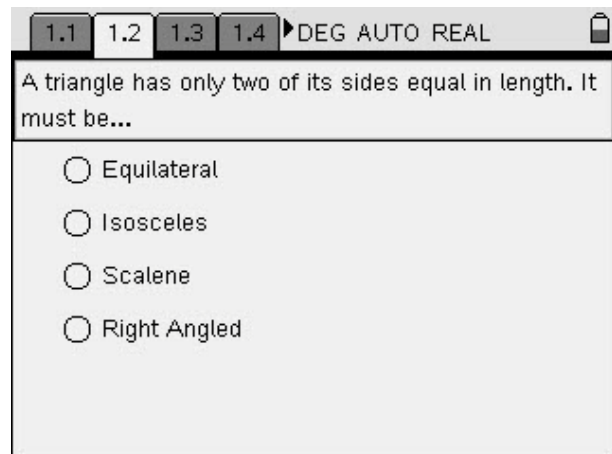 1.1 1.2 1.3 1.4 DEG AUTO REAL
A triangle has only two of its sides equal in length. It
must be...
Equilateral
Isosceles
Scalene
Right Angled